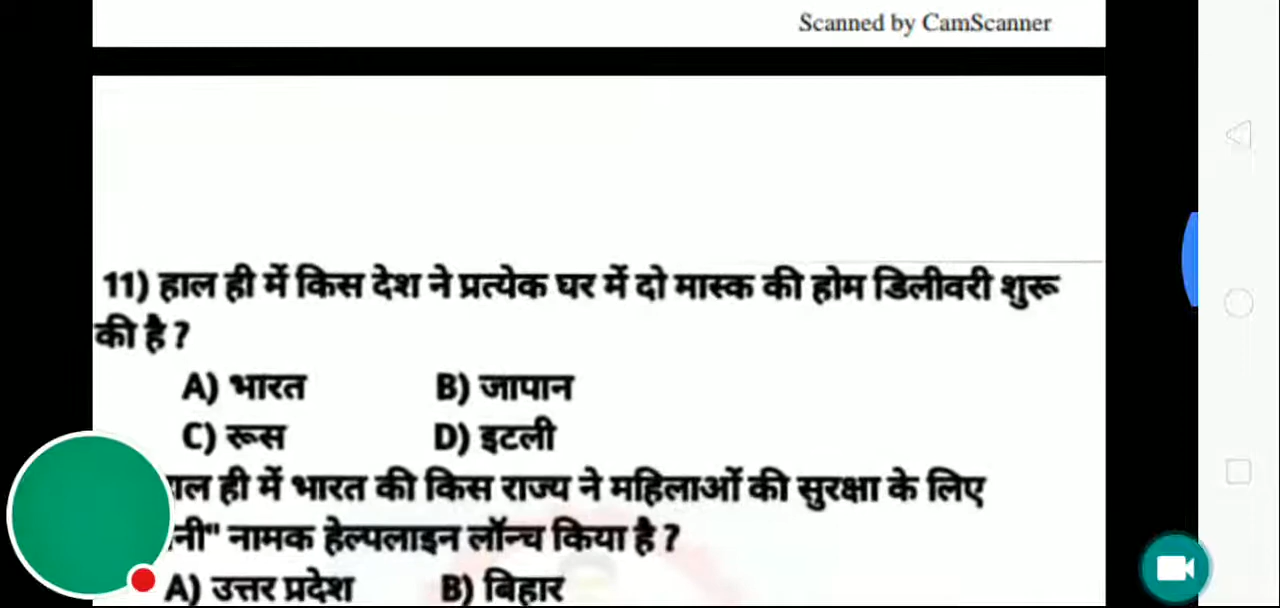 Scanned by CamScanner
11) हाल ही में किस देश ने प्रत्येक घर में दो मास्क की होम डिलीवरी शुरू
की है ?
A) भारत B) जापान
C) रूस D) इटली
ही में भारत की किस राज्य ने महिलाओं की सुरक्षा के लिए
नामक हेल्पलाइन लॉन्च किया है ?
A) उत्तर प्रदेश B) बिहार